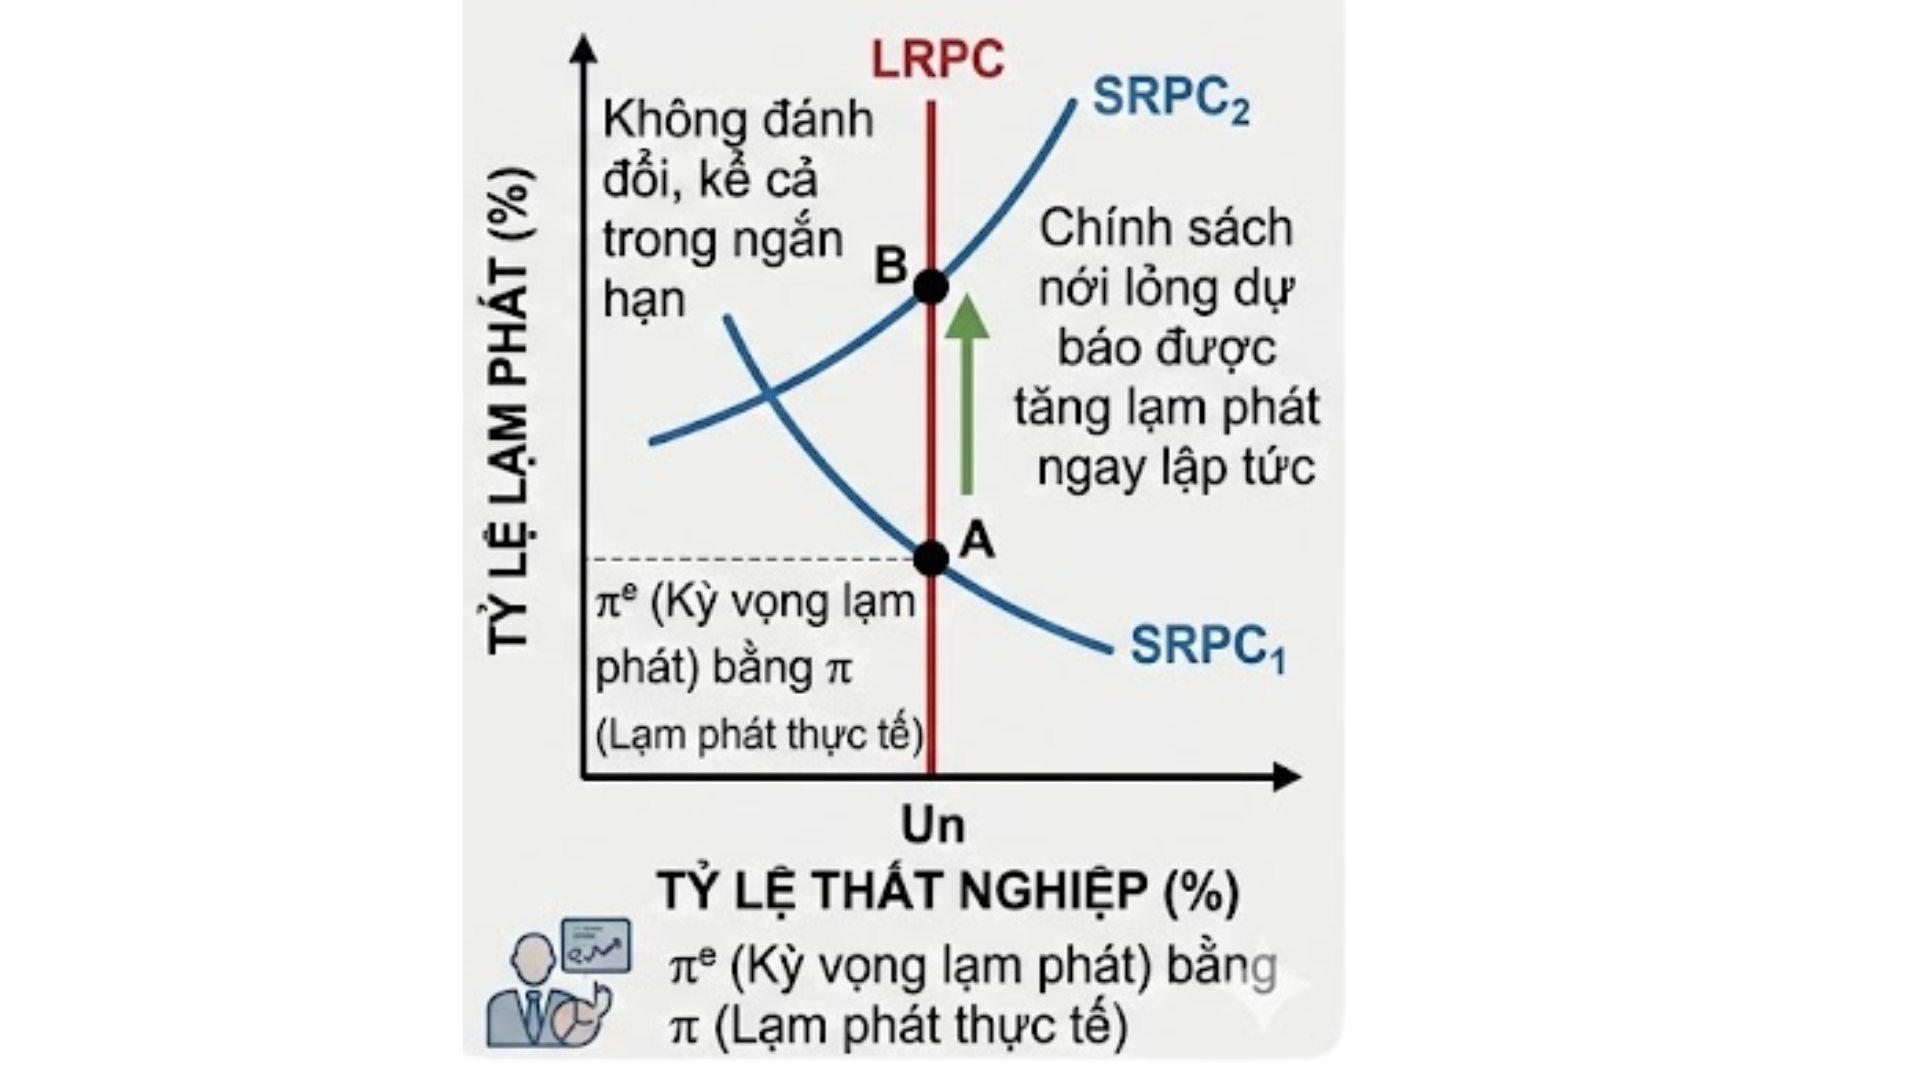 LRPC
SRPC₂
Không đánh
đổi, kể cả
trong ngắn
hạn
Chính sách
nới lỏng dự
báo được
tăng lạm phát
ngay lập tức
B
A
TỶ LỆ LẠM PHÁT (%)
πᵉ (Kỳ vọng lạm
phát) bằng π
(Lạm phát thực tế)
SRPC₁
Un
TỶ LỆ THẤT NGHIỆP (%)
πᵉ (Kỳ vọng lạm phát) bằng
π (Lạm phát thực tế)